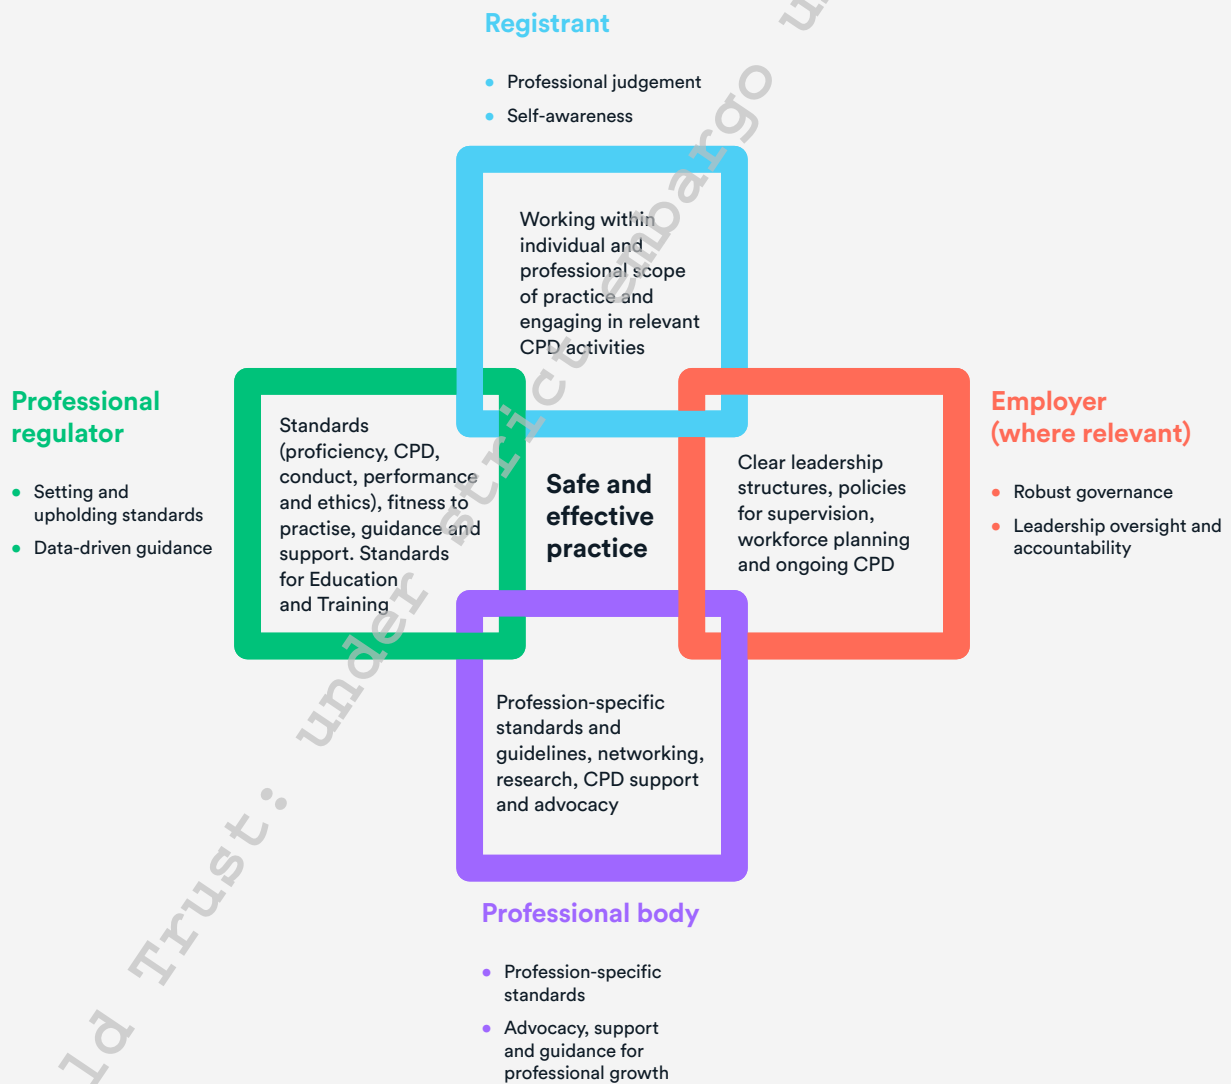 Registrant
Professional judgement
Self-awareness
Working within
individual and
professional scope
of practice and
engaging in relevant
CPD activities
Professional
regulator
Setting and
upholding standards
Data-driven guidance
Standards
(proficiency, CPD,
conduct, performance
and ethics), fitness to
practise, guidance and
support. Standards
for Education
and Training
Safe and
effective
practice
Clear leadership
structures, policies
for supervision,
workforce planning
and ongoing CPD
Employer
(where relevant)
Robust governance
Leadership oversight and
accountability
Profession-specific
standards and
guidelines, networking,
research, CPD support
and advocacy
Professional body
Profession-specific
standards
Advocacy, support
and guidance for
professional growth
Trust: under strict embargo